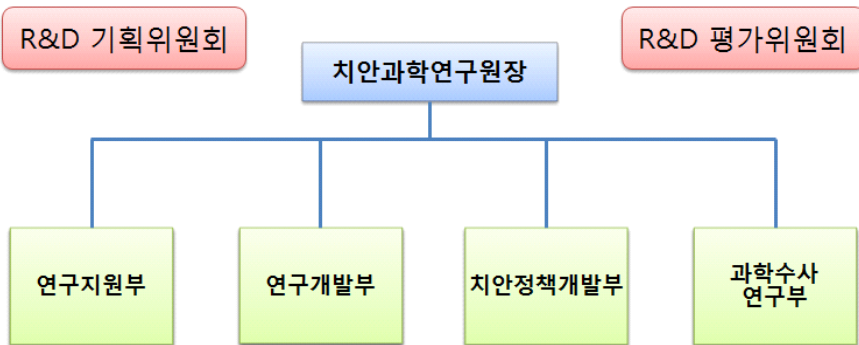 R&D 기획위원회
R&D 평가위원회
치안과학연구원장
연구지원부
연구개발부
치안정책개발부
과학수사
연구부